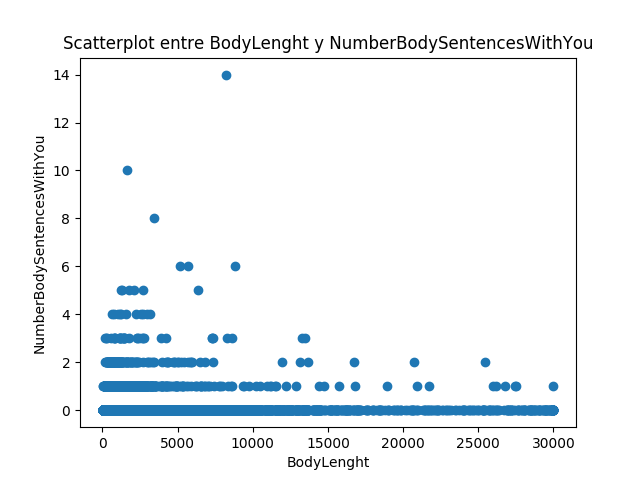 Scatterplot entre BodyLenght y NumberBodySentencesWithYou
14
12
10
8
6
4
2
0
NumberBodySentencesWithYou
0 5000 10000 15000 20000 25000 30000
BodyLenght